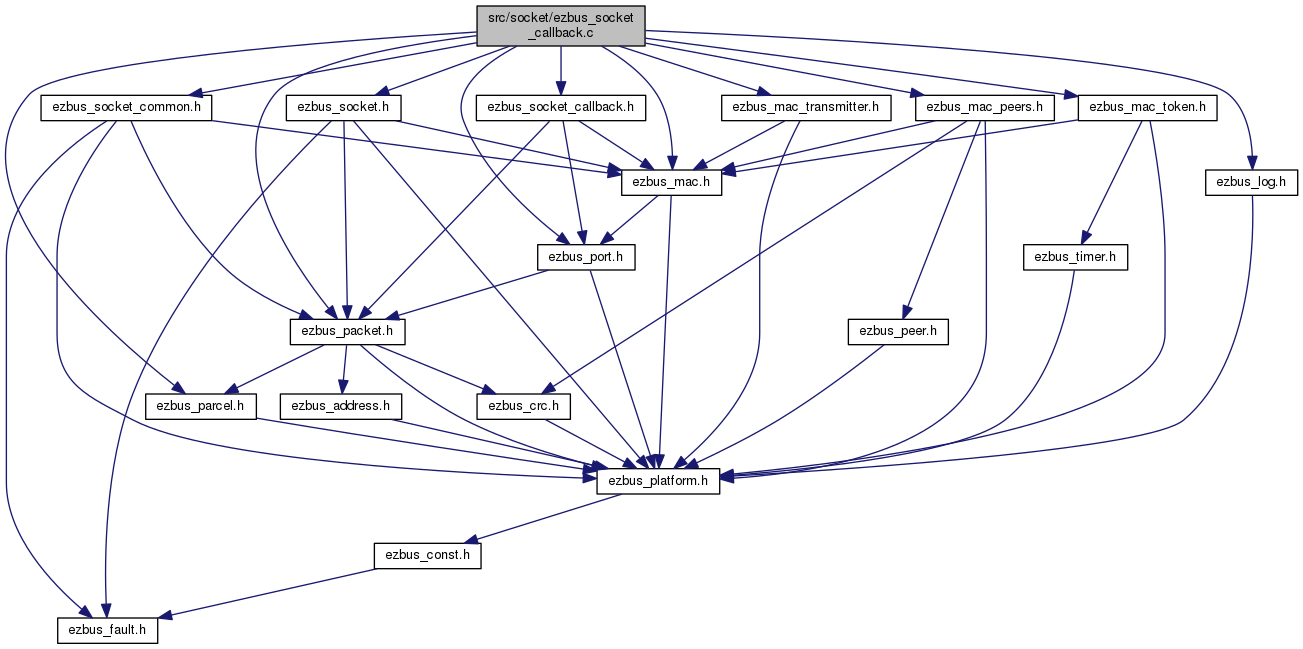 src/socket/ezbus_socket
_callback.c
ezbus_socket_common.h
ezbus_socket.h
ezbus_socket_callback.h
ezbus_mac_transmitter.h
ezbus_mac_peers.h
ezbus_mac_token.h
ezbus_mac.h
ezbus_log.h
ezbus_port.h
ezbus_timer.h
ezbus_packet.h
ezbus_peer.h
ezbus_parcel.h
ezbus_address.h
ezbus_crc.h
ezbus_platform.h
ezbus_const.h
ezbus_fault.h